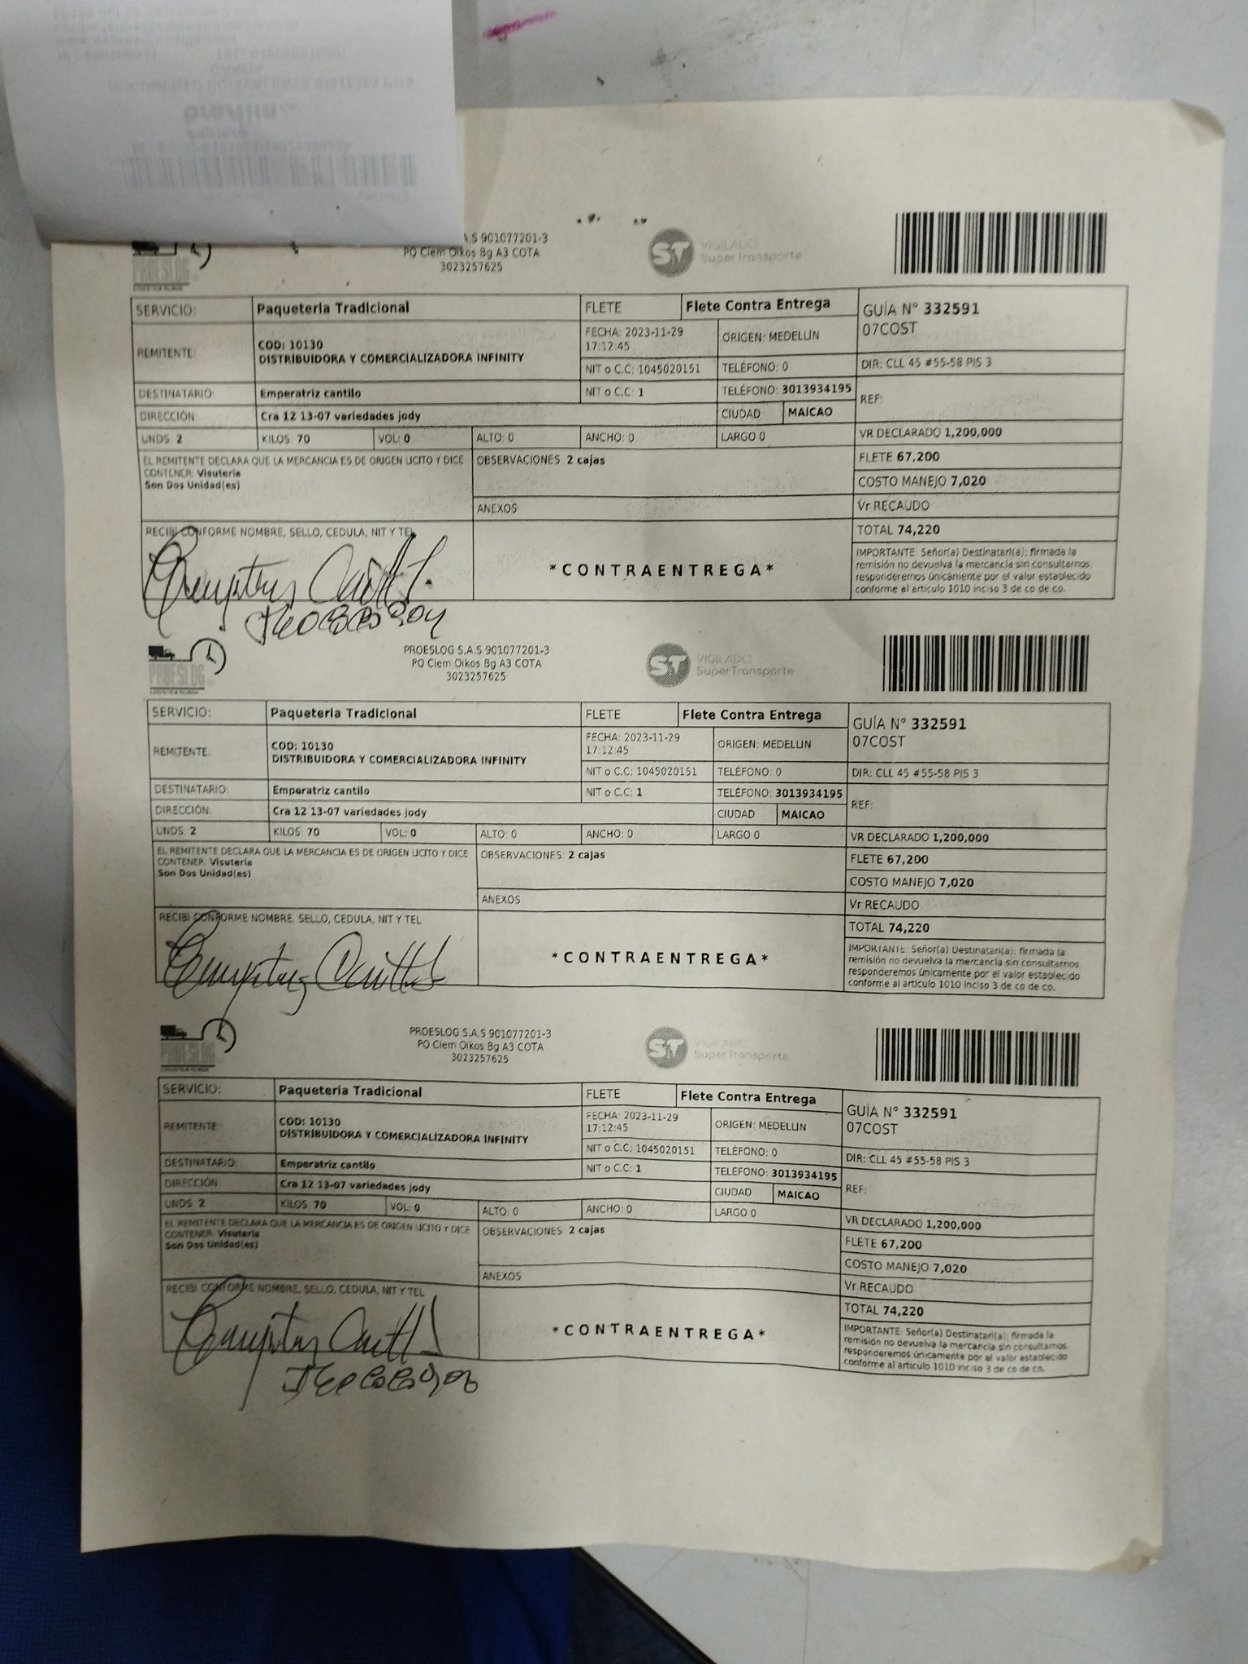 A.S 901077201-3
PQ Ciem Oikos Bg A3 COTA
3023257625
ST VIGILADO
SuperTransporte
PROESLOG
SERVICIO: Paqueteria Tradicional FLETE Flete Contra Entrega GUÍA N° 332591
07COST
REMITENTE: COD: 10130
DISTRIBUIDORA Y COMERCIALIZADORA INFINITY
FECHA: 2023-11-29
17:12:45
ORIGEN: MEDELLIN
NIT o C.C: 1045020151 TELÉFONO: 0 DIR: CLL 45 #55-58 PIS 3
DESTINATARIO: Emperatriz cantilo NIT o C.C: 1 TELÉFONO: 3013934195 REF:
DIRECCIÓN: Cra 12 13-07 variedades jody CIUDAD MAICAO
UNDS: 2 KILOS: 70 VOL: 0 ALTO: 0 ANCHO: 0 LARGO 0 VR DECLARADO 1,200,000
EL REMITENTE DECLARA QUE LA MERCANCIA ES DE ORIGEN LICITO Y DICE
CONTENER: Visuteria
Son Dos Unidad(es)
OBSERVACIONES: 2 cajas
FLETE 67,200
COSTO MANEJO 7,020
ANEXOS
Vr RECAUDO
TOTAL 74,220
RECIBI CONFORME NOMBRE, SELLO, CEDULA, NIT Y TEL
*CONTRAENTREGA*
IMPORTANTE: Señor(a) Destinatari(a): firmada la
remisión no devuelva la mercancia sin consultarnos,
responderemos únicamente por el valor establecido
conforme al articulo 1010 inciso 3 de co de co.
PROESLOG
PROESLOG S.A.S 901077201-3
PQ Ciem Oikos Bg A3 COTA
3023257625
ST VIGILADO
SuperTransporte
SERVICIO: Paqueteria Tradicional FLETE Flete Contra Entrega GUÍA N° 332591
07COST
REMITENTE: COD: 10130
DISTRIBUIDORA Y COMERCIALIZADORA INFINITY
FECHA: 2023-11-29
17:12:45
ORIGEN: MEDELLIN
NIT o C.C: 1045020151 TELÉFONO: 0 DIR: CLL 45 #55-58 PIS 3
DESTINATARIO: Emperatriz cantilo NIT o C.C: 1 TELÉFONO: 3013934195 REF:
DIRECCIÓN: Cra 12 13-07 variedades jody CIUDAD MAICAO
UNDS: 2 KILOS: 70 VOL: 0 ALTO: 0 ANCHO: 0 LARGO 0 VR DECLARADO 1,200,000
EL REMITENTE DECLARA QUE LA MERCANCIA ES DE ORIGEN LICITO Y DICE
CONTENER: Visuteria
Son Dos Unidad(es)
OBSERVACIONES: 2 cajas
FLETE 67,200
COSTO MANEJO 7,020
ANEXOS
Vr RECAUDO
TOTAL 74,220
RECIBI CONFORME NOMBRE, SELLO, CEDULA, NIT Y TEL
*CONTRAENTREGA*
IMPORTANTE: Señor(a) Destinatari(a): firmada la
remisión no devuelva la mercancia sin consultarnos,
responderemos únicamente por el valor establecido
conforme al articulo 1010 inciso 3 de co de co.
PROESLOG
PROESLOG S.A.S 901077201-3
PQ Ciem Oikos Bg A3 COTA
3023257625
ST VIGILADO
SuperTransporte
SERVICIO: Paqueteria Tradicional FLETE Flete Contra Entrega GUÍA N° 332591
07COST
REMITENTE: COD: 10130
DISTRIBUIDORA Y COMERCIALIZADORA INFINITY
FECHA: 2023-11-29
17:12:45
ORIGEN: MEDELLIN
NIT o C.C: 1045020151 TELÉFONO: 0 DIR: CLL 45 #55-58 PIS 3
DESTINATARIO: Emperatriz cantilo NIT o C.C: 1 TELÉFONO: 3013934195 REF:
DIRECCIÓN: Cra 12 13-07 variedades jody CIUDAD MAICAO
UNDS: 2 KILOS: 70 VOL: 0 ALTO: 0 ANCHO: 0 LARGO 0 VR DECLARADO 1,200,000
EL REMITENTE DECLARA QUE LA MERCANCIA ES DE ORIGEN LICITO Y DICE
CONTENER: Visuteria
Son Dos Unidad(es)
OBSERVACIONES: 2 cajas
FLETE 67,200
COSTO MANEJO 7,020
ANEXOS
Vr RECAUDO
TOTAL 74,220
RECIBI CONFORME NOMBRE, SELLO, CEDULA, NIT Y TEL
*CONTRAENTREGA*
IMPORTANTE: Señor(a) Destinatari(a): firmada la
remisión no devuelva la mercancia sin consultarnos,
responderemos únicamente por el valor establecido
conforme al articulo 1010 inciso 3 de co de co.